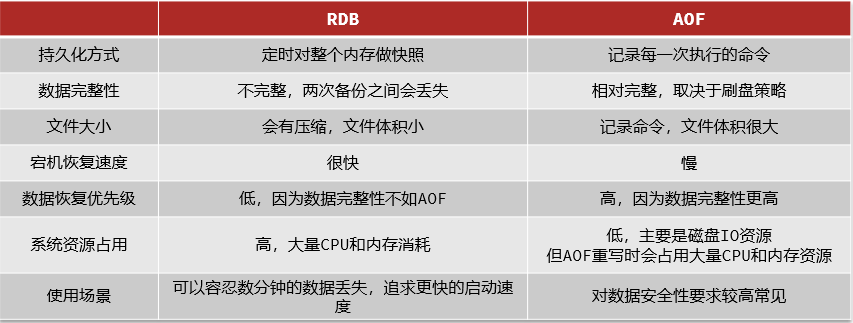 RDB AOF
持久化方式 定时对整个内存做快照 记录每一次执行的命令
数据完整性 不完整，两次备份之间会丢失 相对完整，取决于刷盘策略
文件大小 会有压缩，文件体积小 记录命令，文件体积很大
宕机恢复速度 很快 慢
数据恢复优先级 低，因为数据完整性不如AOF 高，因为数据完整性更高
系统资源占用 高，大量CPU和内存消耗 低，主要是磁盘IO资源
但AOF重写时会占用大量CPU和内存资源
使用场景 可以容忍数分钟的数据丢失，追求更快的启动速
度 对数据安全性要求较高常见